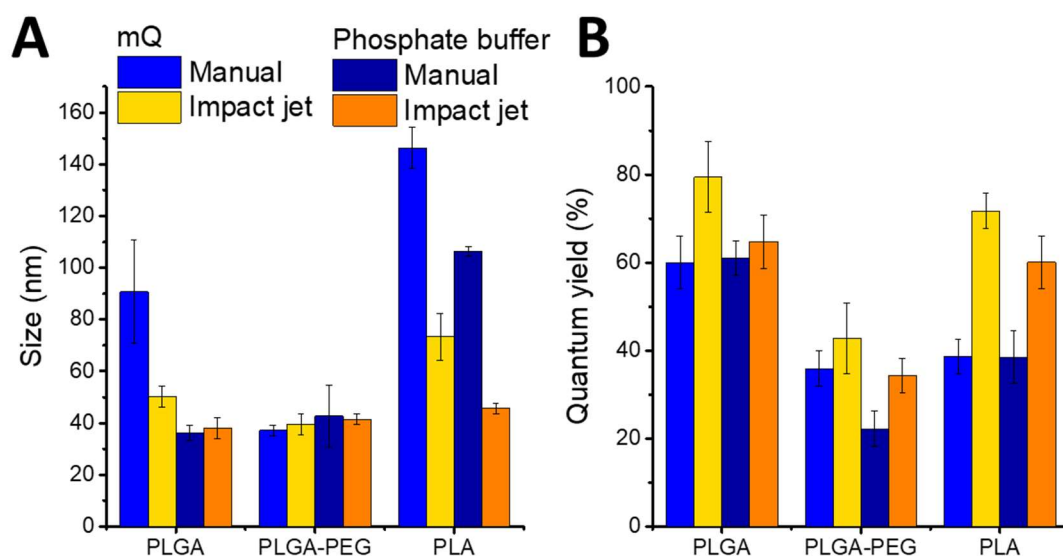 A
mQ
Manual
Impact jet
Phosphate buffer
Manual
Impact jet
Size (nm)
160
140
120
100
80
60
40
20
0
PLGA
PLGA-PEG
PLA
B
Quantum yield (%)
100
80
60
40
20
0
PLGA
PLGA-PEG
PLA